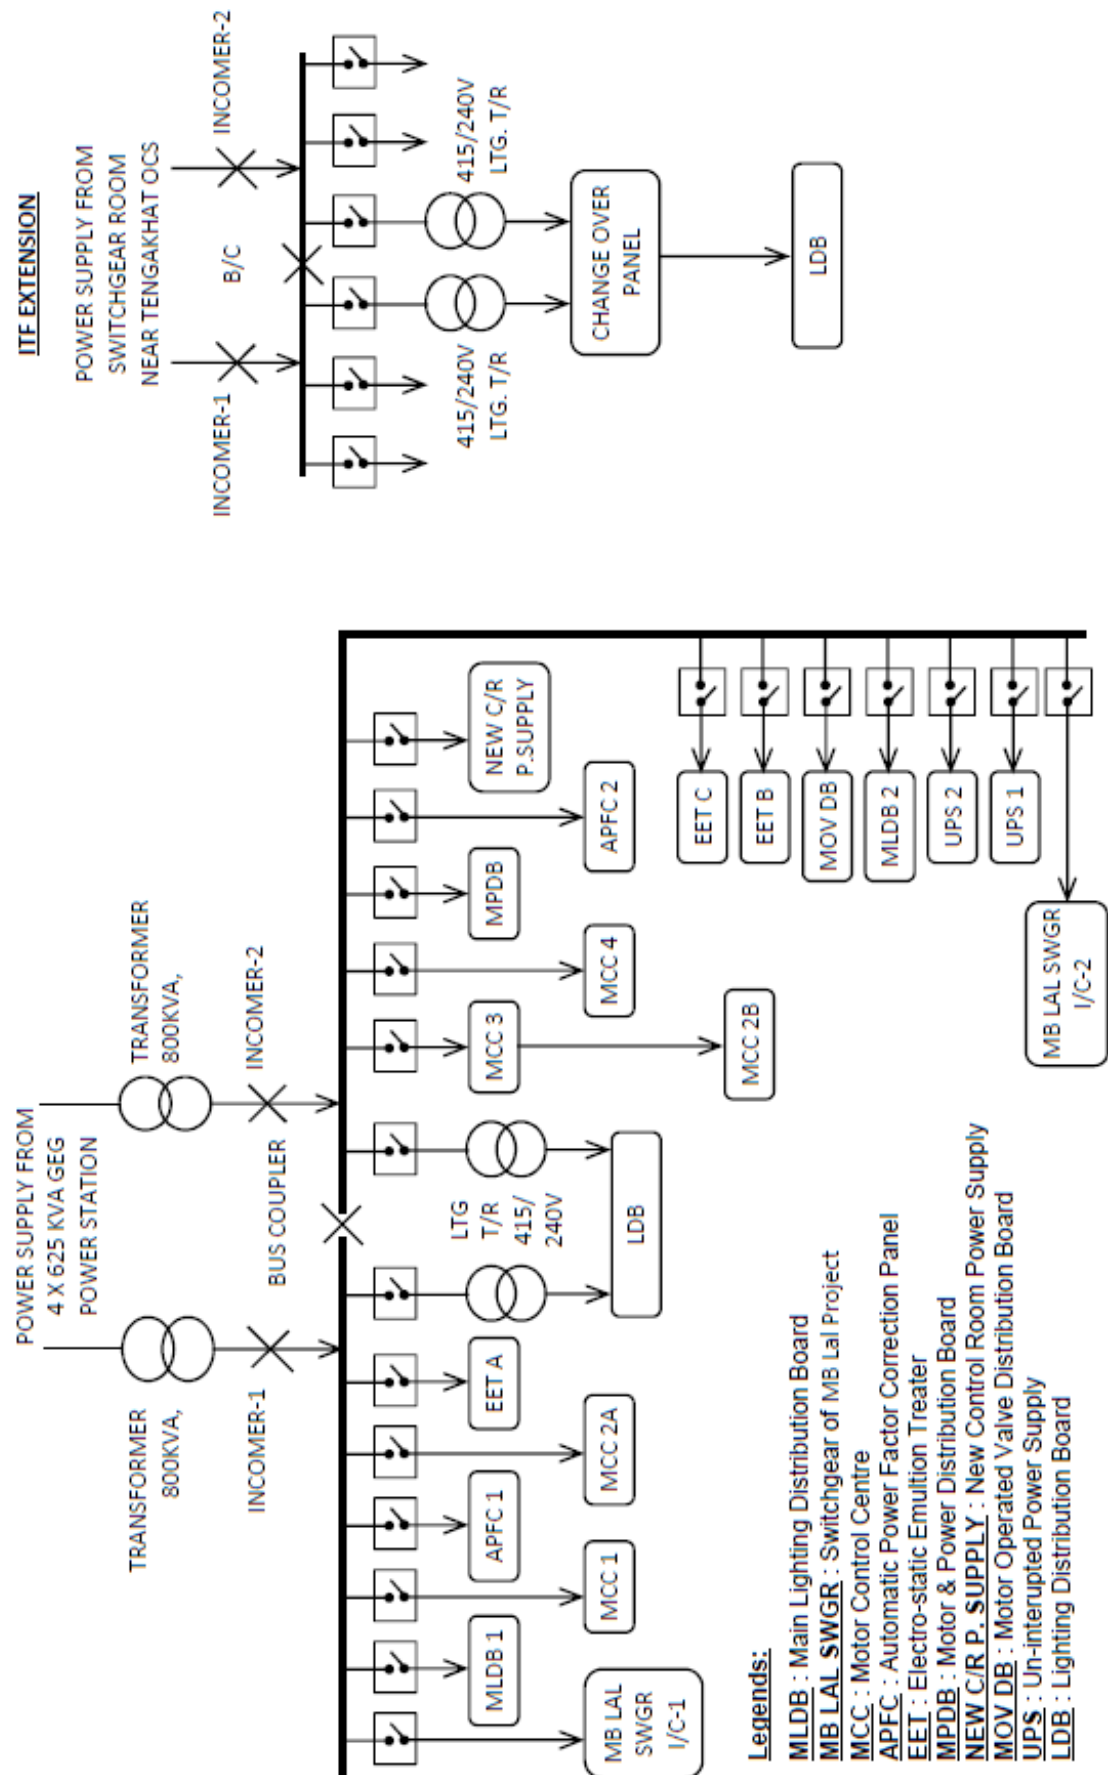 POWER SUPPLY FROM
4 X 625 KVA GEG
POWER STATION
TRANSFORMER
800KVA,
TRANSFORMER
800KVA,
INCOMER-1
BUS COUPLER
INCOMER-2
MB LAL
SWGR
I/C-1
MLDB 1
MCC 1
APFC 1
MCC 2A
EET A
LTG
T/R
415/
240V
LDB
MCC 3
MCC 2B
MCC 4
MPDB
APFC 2
NEW C/R
P.SUPPLY
EET C
EET B
MOV DB
MLDB 2
UPS 2
UPS 1
MB LAL SWGR
I/C-2
Legends:
MLDB : Main Lighting Distribution Board
MB LAL SWGR : Switchgear of MB Lal Project
MCC : Motor Control Centre
APFC : Automatic Power Factor Correction Panel
EET : Electro-static Emultion Treater
MPDB : Motor & Power Distribution Board
NEW C/R P. SUPPLY : New Control Room Power Supply
MOV DB : Motor Operated Valve Distribution Board
UPS : Un-interupted Power Supply
LDB : Lighting Distribution Board
ITF EXTENSION
POWER SUPPLY FROM
SWITCHGEAR ROOM
NEAR TENGAKHAT OCS
INCOMER-1
B/C
INCOMER-2
415/240V
LTG. T/R
415/240V
LTG. T/R
CHANGE OVER
PANEL
LDB